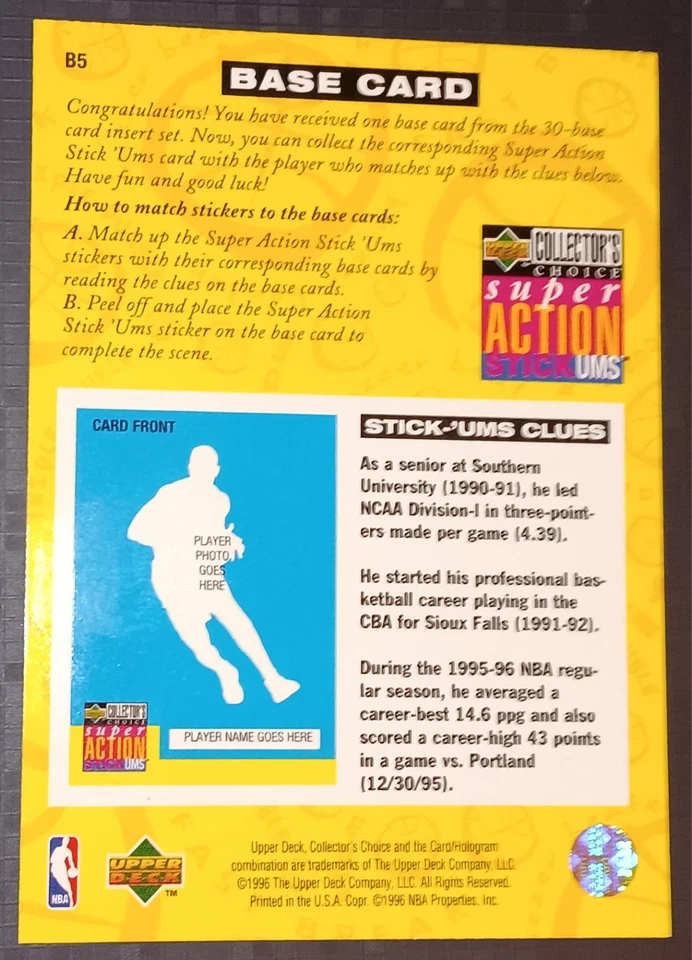 B5
BASE CARD
Congratulations! You have received one base card from the 30-base
card insert set. Now, you can collect the corresponding Super Action
Stick 'Ums card with the player who matches up with the clues below.
Have fun and good luck!
How to match stickers to the base cards:
A. Match up the Super Action Stick 'Ums
stickers with their corresponding base cards by
reading the clues on the base cards.
B. Peel off and place the Super Action
Stick 'Ums sticker on the base card to
complete the scene.
UPPER DECK COLLECTOR'S
CHOICE
super
ACTION
STICK UMS
CARD FRONT
PLAYER
PHOTO
GOES
HERE
COLLECTOR'S
CHOICE
super
ACTION
STICK UMS
PLAYER NAME GOES HERE
STICK-'UMS CLUES
As a senior at Southern
University (1990-91), he led
NCAA Division-I in three-point-
ers made per game (4.39).
He started his professional bas-
ketball career playing in the
CBA for Sioux Falls (1991-92).
During the 1995-96 NBA regu-
lar season, he averaged a
career-best 14.6 ppg and also
scored a career-high 43 points
in a game vs. Portland
(12/30/95).
NBA
UPPER
DECK
TM
Upper Deck, Collector's Choice and the Card/Hologram
combination are trademarks of The Upper Deck Company, LLC.
©1996 The Upper Deck Company, LLC. All Rights Reserved.
Printed in the U.S.A. Copr. ©1996 NBA Properties, Inc.